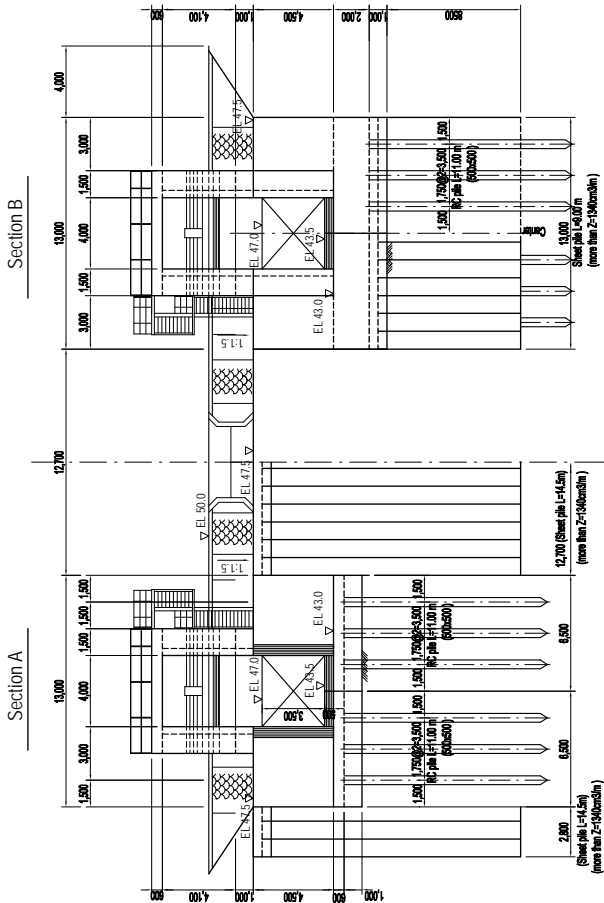 Section A
Section B
13,000
1,500
3,000
4,000
1,500
1,500
1,500
12,700
13,000
3,000
1,500
4,000
1,500
3,000
4,000
600
4,100
1,000
4,500
600
1,000
600
4,100
1,000
4,500
2,000
1,000
8500
EL 47.5
EL 50.0
EL 47.5
EL 47.5
1:1.5
1:1.5
EL 47.0
EL 43.5
EL 43.0
3,500
500
EL 47.0
EL 43.5
EL 43.0
1,500
1,750@2=3,500
1,500
RC pile L=11.00 m
(500x500)
1,500
1,750@2=3,500
1,500
RC pile L=11.00 m
(500x500)
1,500
1,750@2=3,500
1,500
RC pile L=11.00 m
(500x500)
Center
2,800
(Sheet pile L=14.5m)
(more than Z=1340cm3/m)
6,500
6,500
12,700 (Sheet pile L=14.5m)
(more than Z=1340cm3/m)
13,000
Sheet pile L=9.00 m
(more than Z=1340cm3/m)